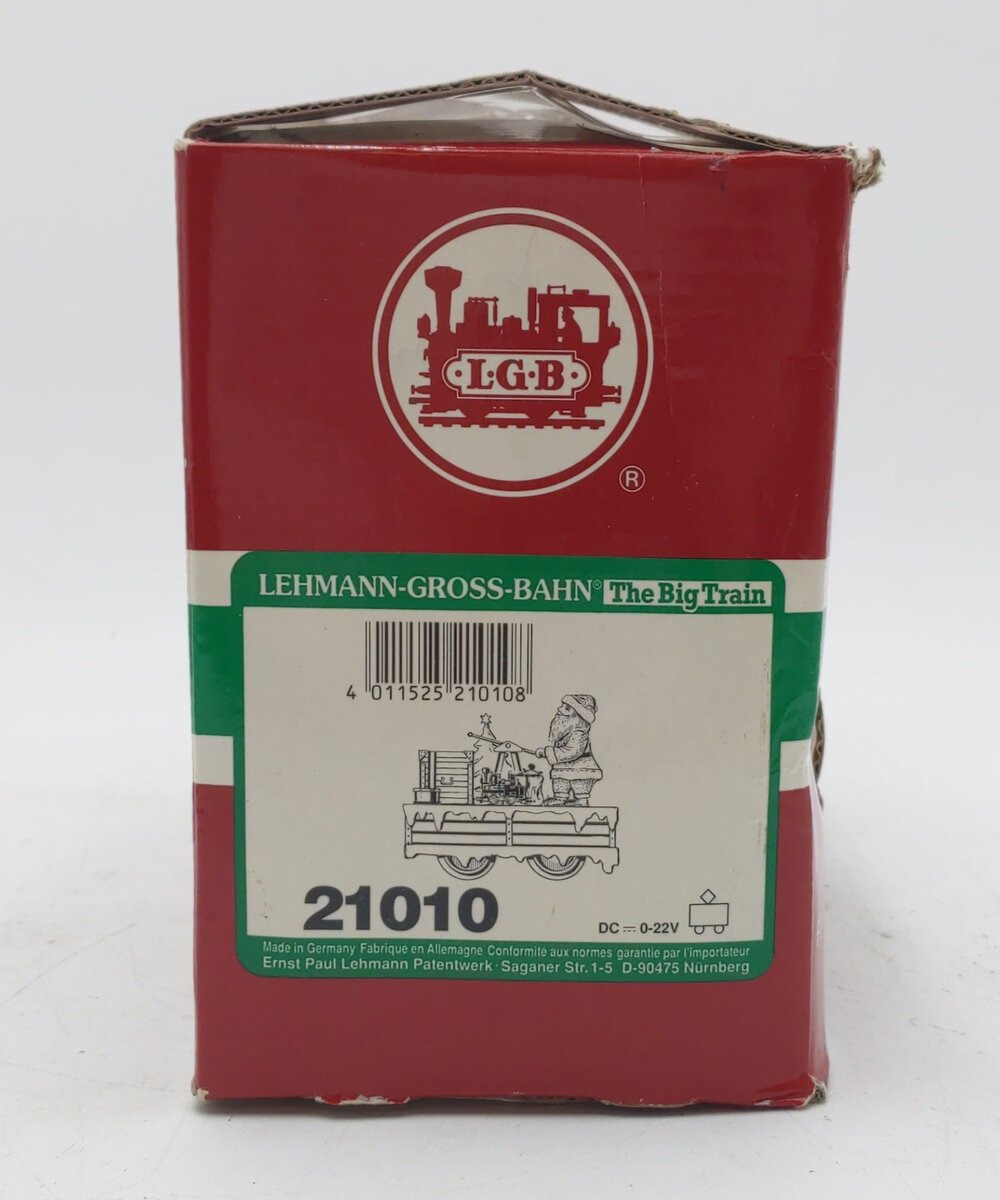 L·G·B
®
LEHMANN-GROSS-BAHN® The Big Train
4 011525 210108
21010
DC ⎓ 0-22V
Made in Germany Fabrique en Allemagne Conformité aux normes garantie par l'importateur
Ernst Paul Lehmann Patentwerk · Saganer Str. 1-5 D-90475 Nürnberg